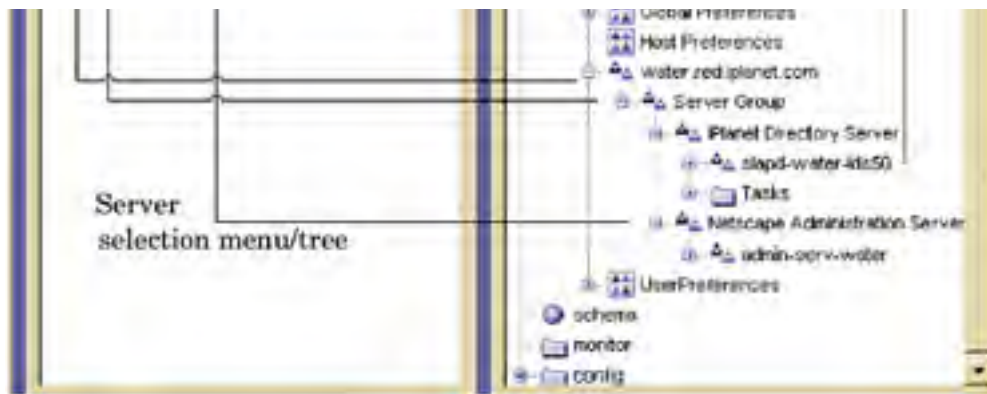 Global Preferences
Host Preferences
water.red.iplanet.com
Server Group
iPlanet Directory Server
slapd-water-ids50
Tasks
Server
selection menu/tree
Netscape Administration Server
admin-serv-water
UserPreferences
schema
monitor
config